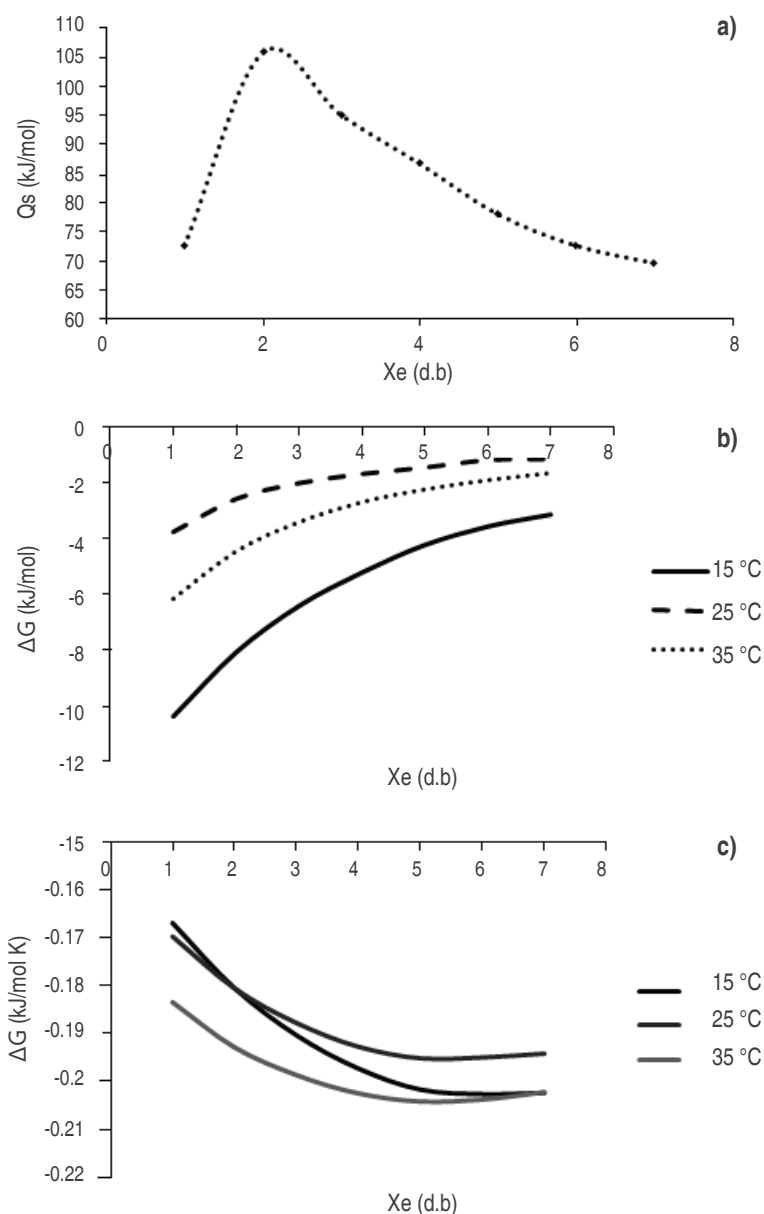 a)
110
105
100
95
90
85
80
75
70
65
60
Qs (kJ/mol)
0 2 4 6 8
Xe (d.b)
b)
0
-2
-4
-6
-8
-10
-12
ΔG (kJ/mol)
0 1 2 3 4 5 6 7 8
15 °C
25 °C
35 °C
Xe (d.b)
c)
-15
-0.16
-0.17
-0.18
-0.19
-0.2
-0.21
-0.22
ΔG (kJ/mol K)
0 1 2 3 4 5 6 7 8
15 °C
25 °C
35 °C
Xe (d.b)